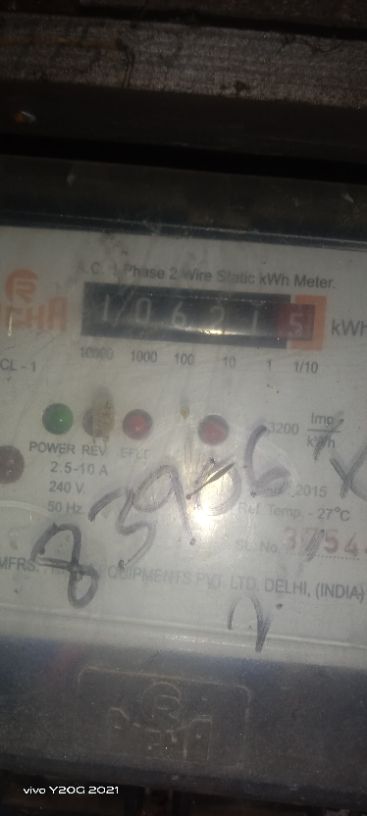 A.C. 1 Phase 2 Wire Static kWh Meter.
1 0 6 2 1 5 kWh
CL - 1 10000 1000 100 10 1 1/10
3200 Imp/kWh
POWER REV EFLT
2.5-10 A
240 V. 2015
50 Hz. Ref. Temp. - 27°C
SL. No.
MFRS. EQUIPMENTS PVT. LTD. DELHI, (INDIA)
vivo Y20G 2021